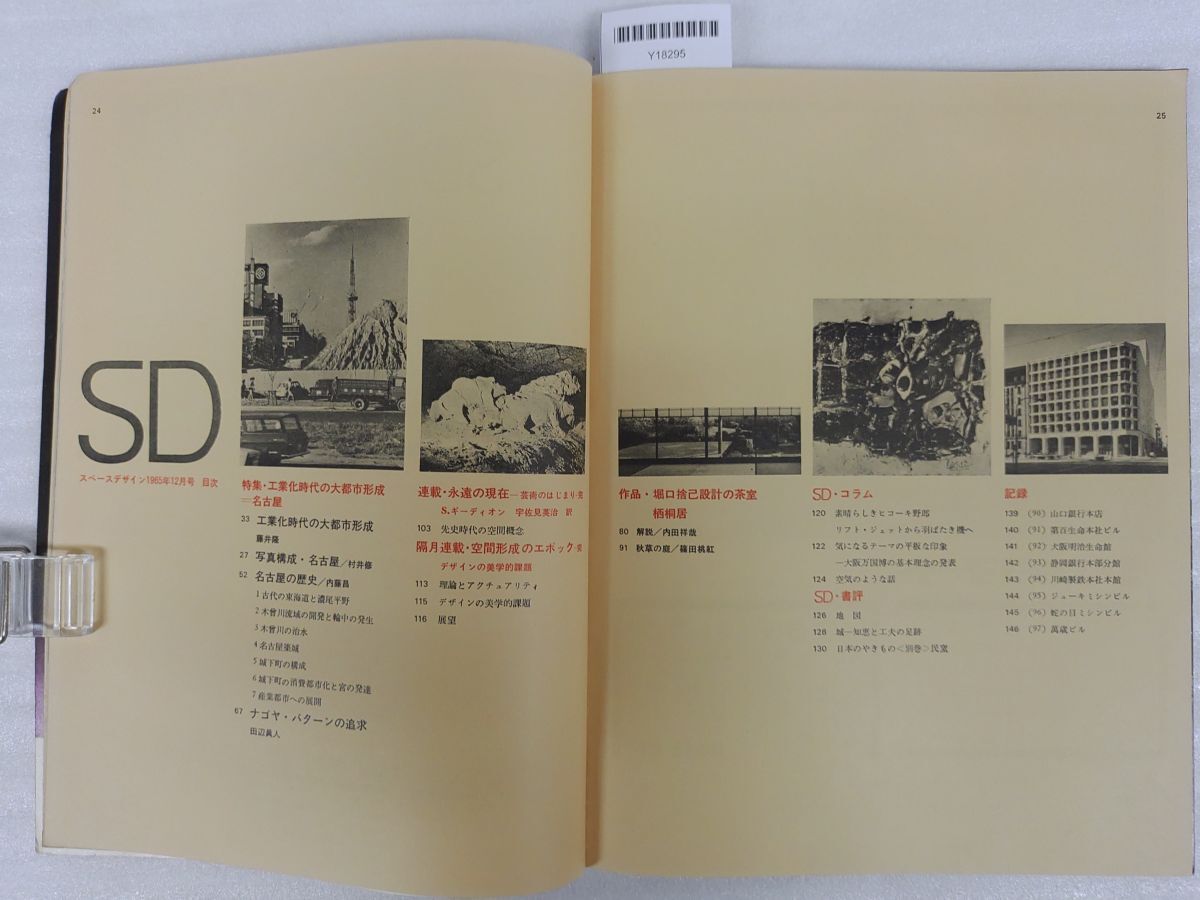 Y18295
24
SD
スペースデザイン1965年12月号 目次
特集・工業化時代の大都市形成
=名古屋
33 工業化時代の大都市形成
藤井隆
27 写真構成・名古屋/村井修
52 名古屋の歴史/内藤昌
1 古代の東海道と濃尾平野
2 木曾川流域の開発と輪中の発生
3 木曾川の治水
4 名古屋築城
5 城下町の構成
6 城下町の消費都市化と宮の発達
7 産業都市への展開
67 ナゴヤ・パターンの追求
田辺員人
連載・永遠の現在―芸術のはじまり・
S.ギーディオン 宇佐見英治 訳
103 先史時代の空間概念
隔月連載・空間形成のエポック・
デザインの美学的課題
113 理論とアクチュアリティ
115 デザインの美学的課題
116 展望
25
作品・堀口捨己設計の茶室
栖桐居
80 解説/内田祥哉
91 秋草の庭/篠田桃紅
SD・コラム
120 素晴らしきヒコーキ野郎
リフト・ジェットから羽ばたき機へ
122 気になるテーマの平板な印象
―大阪万国博の基本理念の発表
124 空気のような話
SD・書評
126 地 図
128 城―知恵と工夫の足跡
130 日本のやきもの<別巻>民窯
記録
139 (90) 山口銀行本店
140 (91) 第百生命本社ビル
141 (92) 大阪明治生命館
142 (93) 静岡銀行本部分館
143 (94) 川崎製鉄本社本館
144 (95) ジューキミシンビル
145 (96) 蛇の目ミシンビル
146 (97) 萬歳ビル